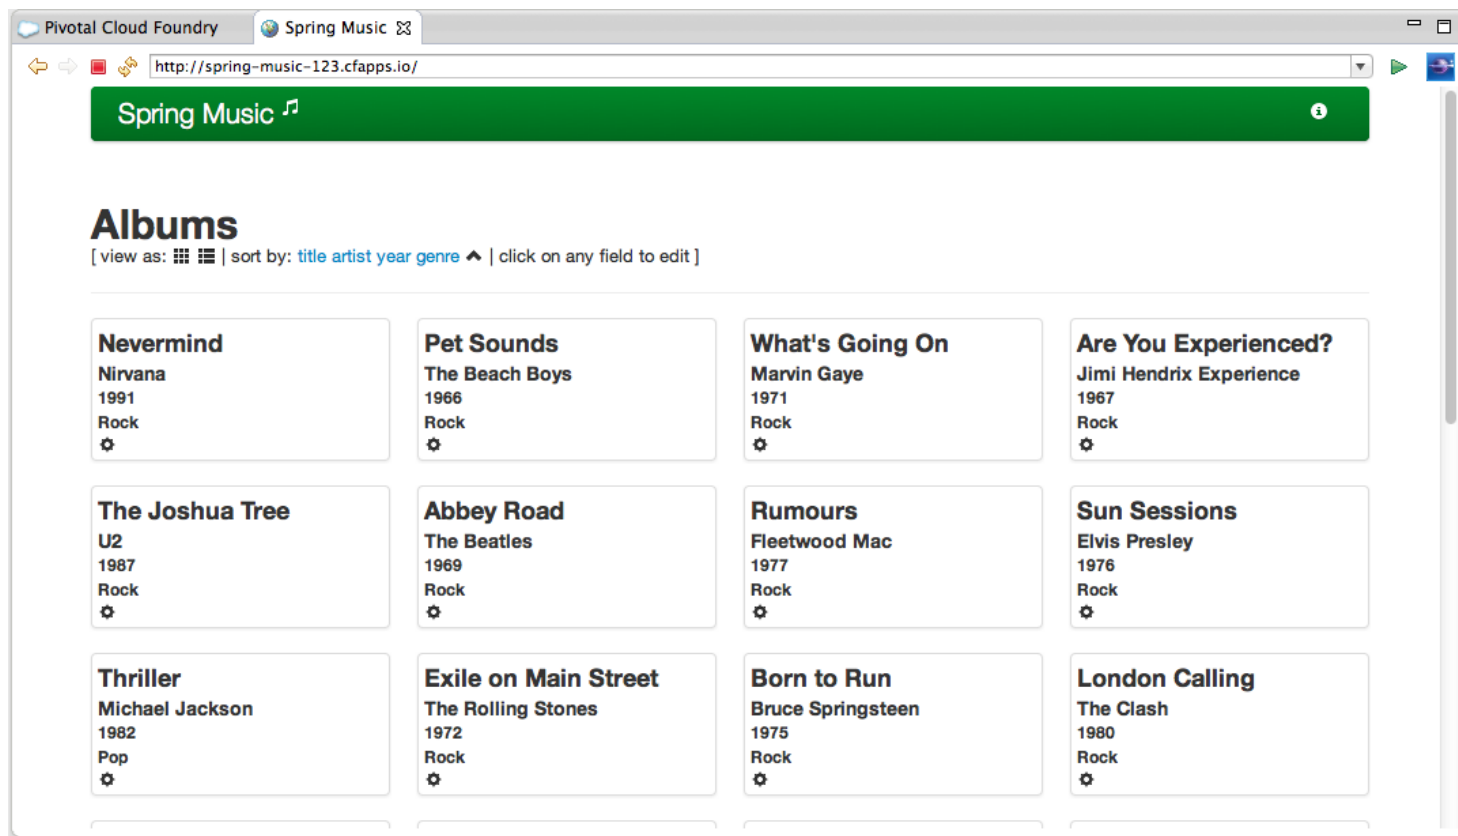 Pivotal Cloud Foundry
Spring Music
http://spring-music-123.cfapps.io/
Spring Music
Albums
[ view as: | sort by: title artist year genre | click on any field to edit ]
Nevermind
Nirvana
1991
Rock
Pet Sounds
The Beach Boys
1966
Rock
What's Going On
Marvin Gaye
1971
Rock
Are You Experienced?
Jimi Hendrix Experience
1967
Rock
The Joshua Tree
U2
1987
Rock
Abbey Road
The Beatles
1969
Rock
Rumours
Fleetwood Mac
1977
Rock
Sun Sessions
Elvis Presley
1976
Rock
Thriller
Michael Jackson
1982
Pop
Exile on Main Street
The Rolling Stones
1972
Rock
Born to Run
Bruce Springsteen
1975
Rock
London Calling
The Clash
1980
Rock